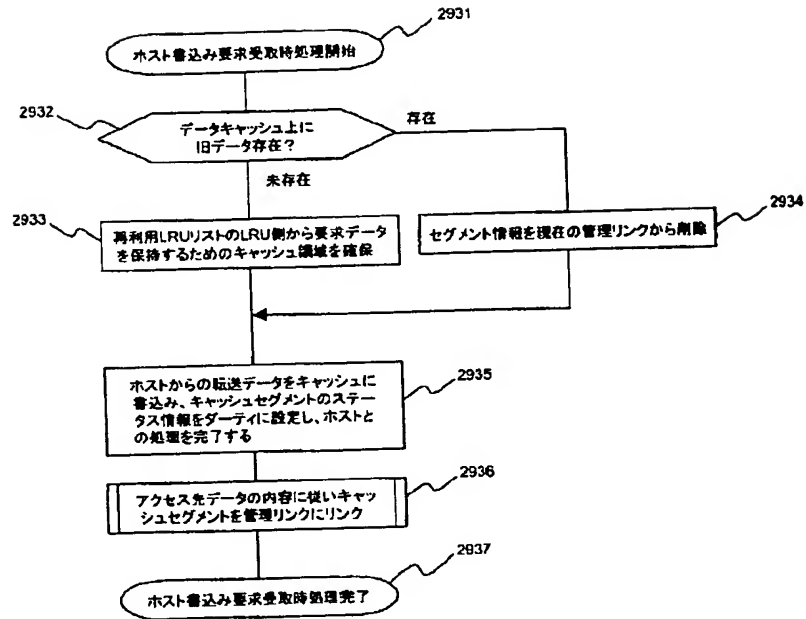 2931
ホスト書込み要求受取時処理開始
2932
データキャッシュ上に
旧データ存在?
存在
未存在
2933
再利用LRUリストのLRU側から要求データ
を保持するためのキャッシュ領域を確保
2934
セグメント情報を現在の管理リンクから削除
ホストからの転送データをキャッシュに
書込み、キャッシュセグメントのステー
タス情報をダーティに設定し、ホストと
の処理を完了する
2935
アクセス先データの内容に従いキャッ
シュセグメントを管理リンクにリンク
2936
2937
ホスト書込み要求受取時処理完了